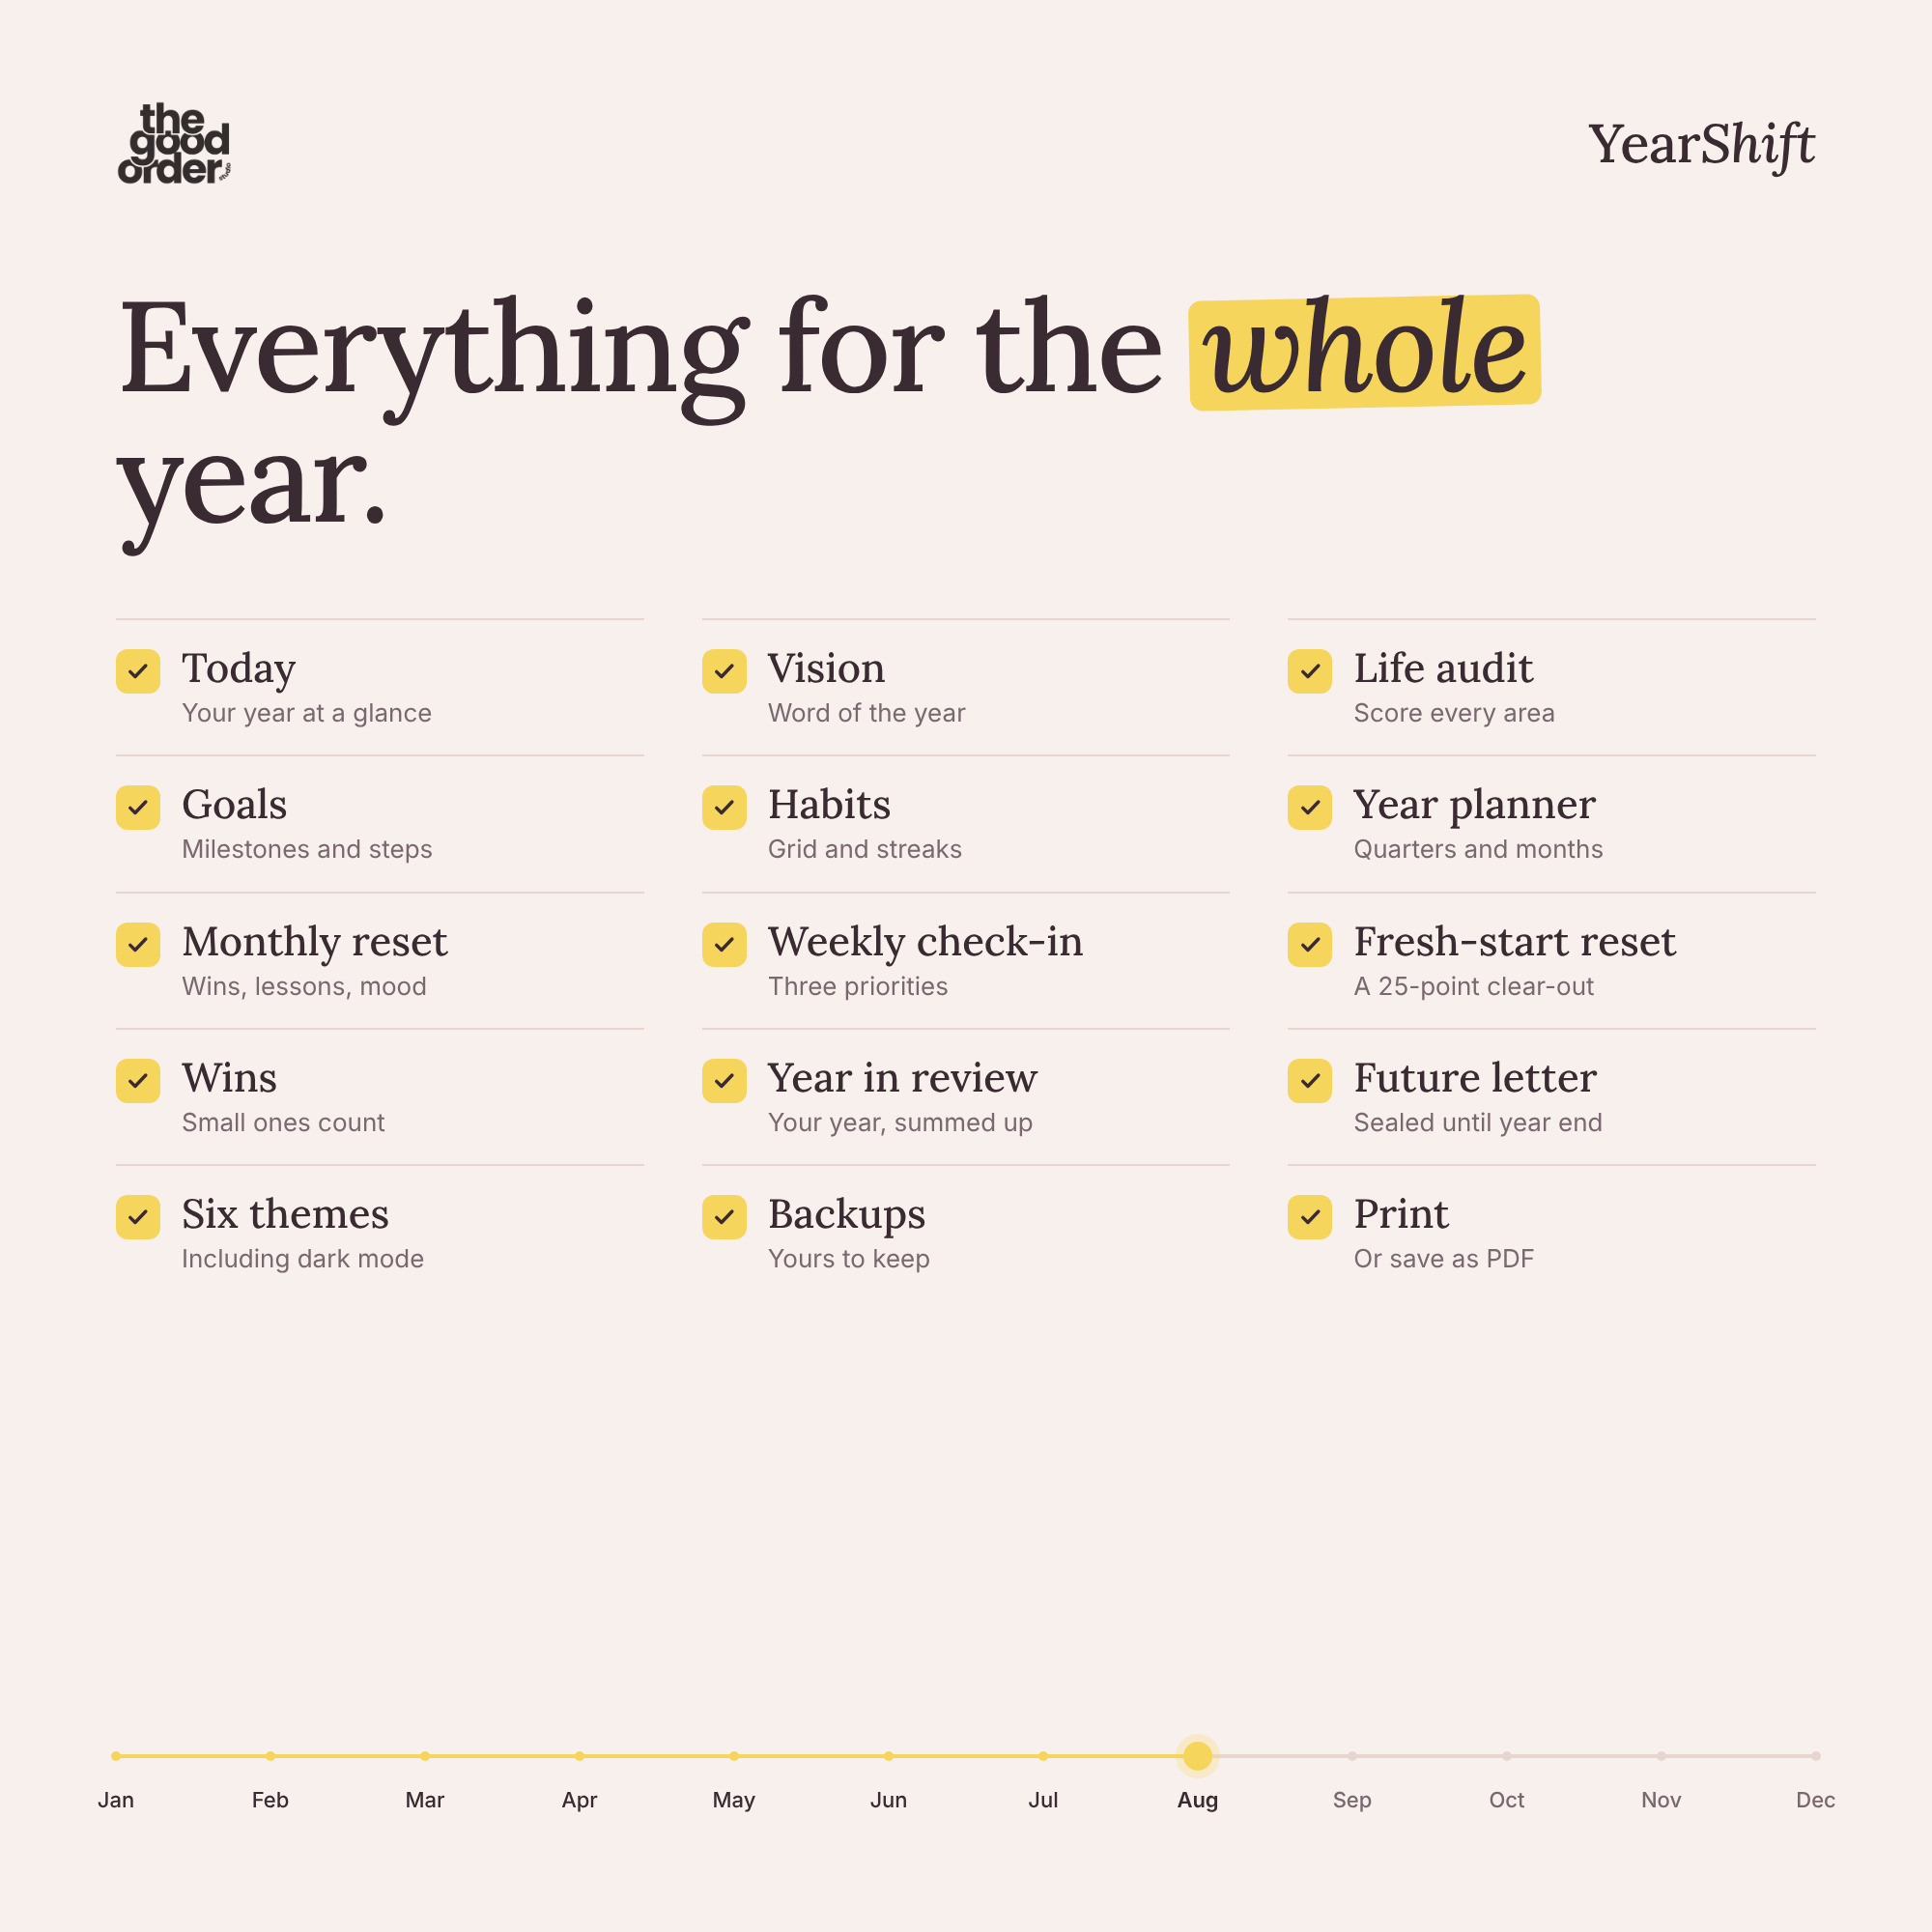 the
good
order.
studio
YearShift
Everything for the whole
year.
Today
Your year at a glance
Vision
Word of the year
Life audit
Score every area
Goals
Milestones and steps
Habits
Grid and streaks
Year planner
Quarters and months
Monthly reset
Wins, lessons, mood
Weekly check-in
Three priorities
Fresh-start reset
A 25-point clear-out
Wins
Small ones count
Year in review
Your year, summed up
Future letter
Sealed until year end
Six themes
Including dark mode
Backups
Yours to keep
Print
Or save as PDF
Jan Feb Mar Apr May Jun Jul Aug Sep Oct Nov Dec